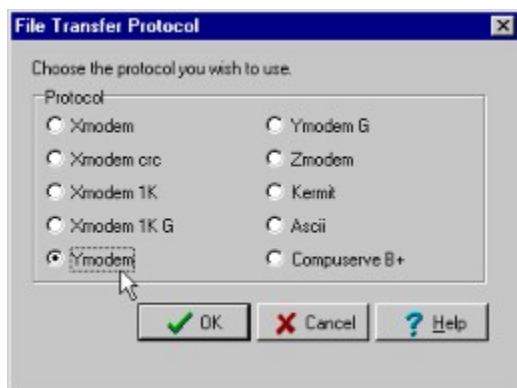 File Transfer Protocol
Choose the protocol you wish to use.
Protocol
Xmodem
Xmodem crc
Xmodem 1K
Xmodem 1K G
Ymodem
Ymodem G
Zmodem
Kermit
Ascii
Compuserve B+
OK
Cancel
Help